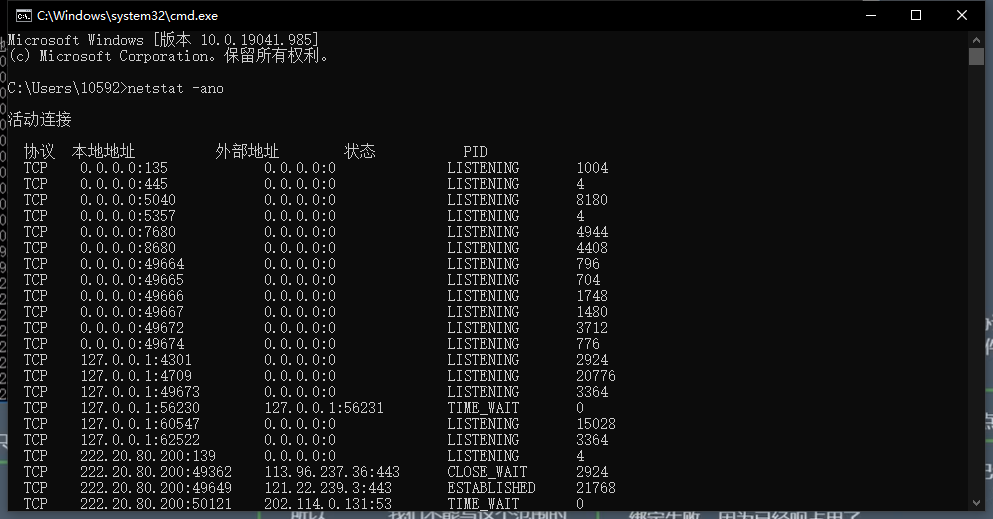 C:\Windows\system32\cmd.exe
Microsoft Windows [版本 10.0.19041.985]
(c) Microsoft Corporation。保留所有权利。
C:\Users\10592>netstat -ano
活动连接
协议 本地地址 外部地址 状态 PID
TCP 0.0.0.0:135 0.0.0.0:0 LISTENING 1004
TCP 0.0.0.0:445 0.0.0.0:0 LISTENING 4
TCP 0.0.0.0:5040 0.0.0.0:0 LISTENING 8180
TCP 0.0.0.0:5357 0.0.0.0:0 LISTENING 4
TCP 0.0.0.0:7680 0.0.0.0:0 LISTENING 4944
TCP 0.0.0.0:8680 0.0.0.0:0 LISTENING 4408
TCP 0.0.0.0:49664 0.0.0.0:0 LISTENING 796
TCP 0.0.0.0:49665 0.0.0.0:0 LISTENING 704
TCP 0.0.0.0:49666 0.0.0.0:0 LISTENING 1748
TCP 0.0.0.0:49667 0.0.0.0:0 LISTENING 1480
TCP 0.0.0.0:49672 0.0.0.0:0 LISTENING 3712
TCP 0.0.0.0:49674 0.0.0.0:0 LISTENING 776
TCP 127.0.0.1:4301 0.0.0.0:0 LISTENING 2924
TCP 127.0.0.1:4709 0.0.0.0:0 LISTENING 20776
TCP 127.0.0.1:49673 0.0.0.0:0 LISTENING 3364
TCP 127.0.0.1:56230 127.0.0.1:56231 TIME_WAIT 0
TCP 127.0.0.1:60547 0.0.0.0:0 LISTENING 15028
TCP 127.0.0.1:62522 0.0.0.0:0 LISTENING 3364
TCP 222.20.80.200:139 0.0.0.0:0 LISTENING 4
TCP 222.20.80.200:49362 113.96.237.36:443 CLOSE_WAIT 2924
TCP 222.20.80.200:49649 121.22.239.3:443 ESTABLISHED 21768
TCP 222.20.80.200:50121 202.114.0.131:53 TIME_WAIT 0